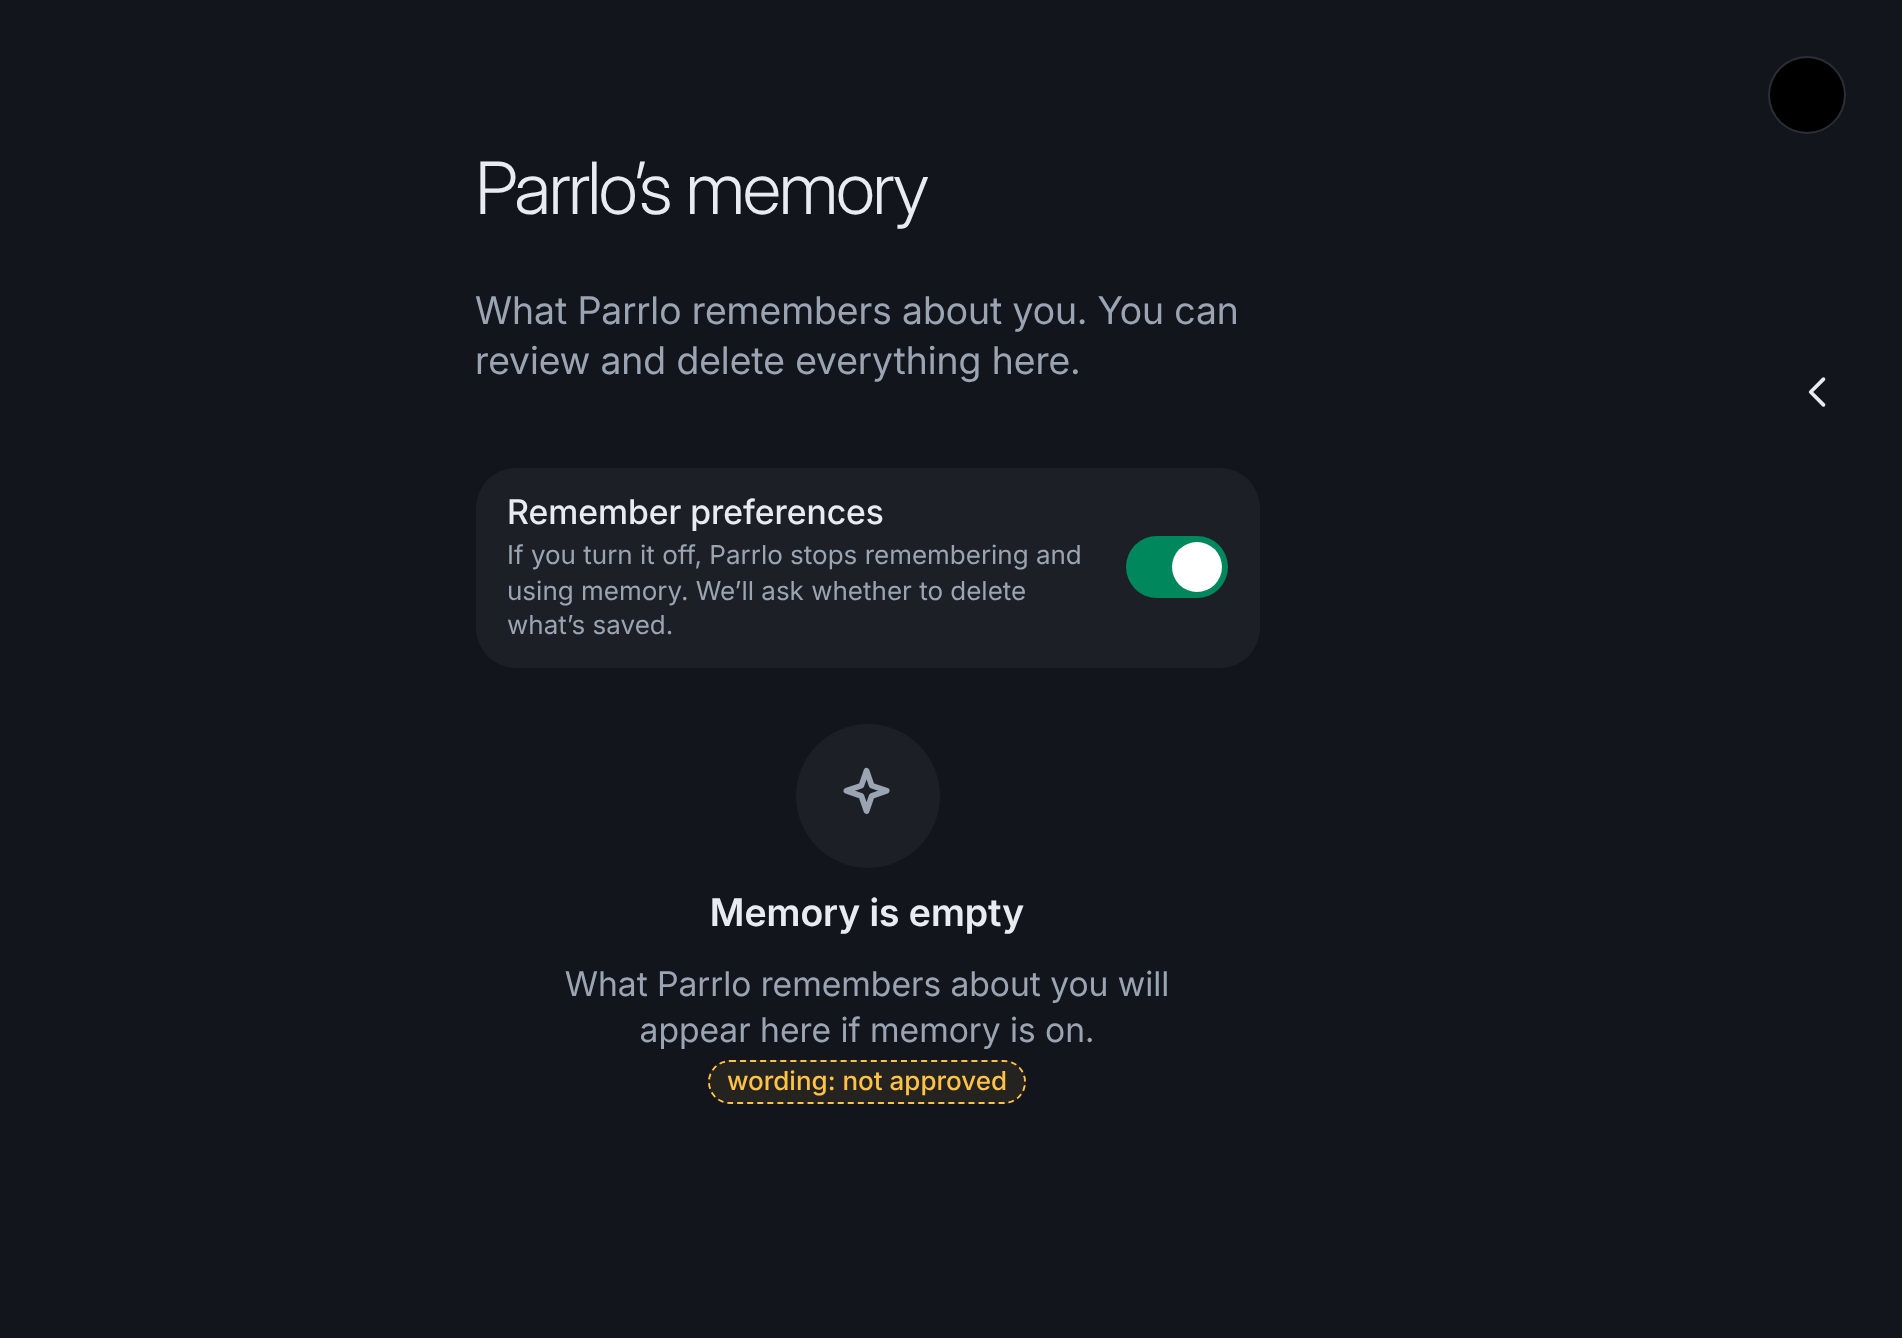 Parrlo’s memory
What Parrlo remembers about you. You can
review and delete everything here.
Remember preferences
If you turn it off, Parrlo stops remembering and
using memory. We’ll ask whether to delete
what’s saved.
Memory is empty
What Parrlo remembers about you will
appear here if memory is on.
wording: not approved